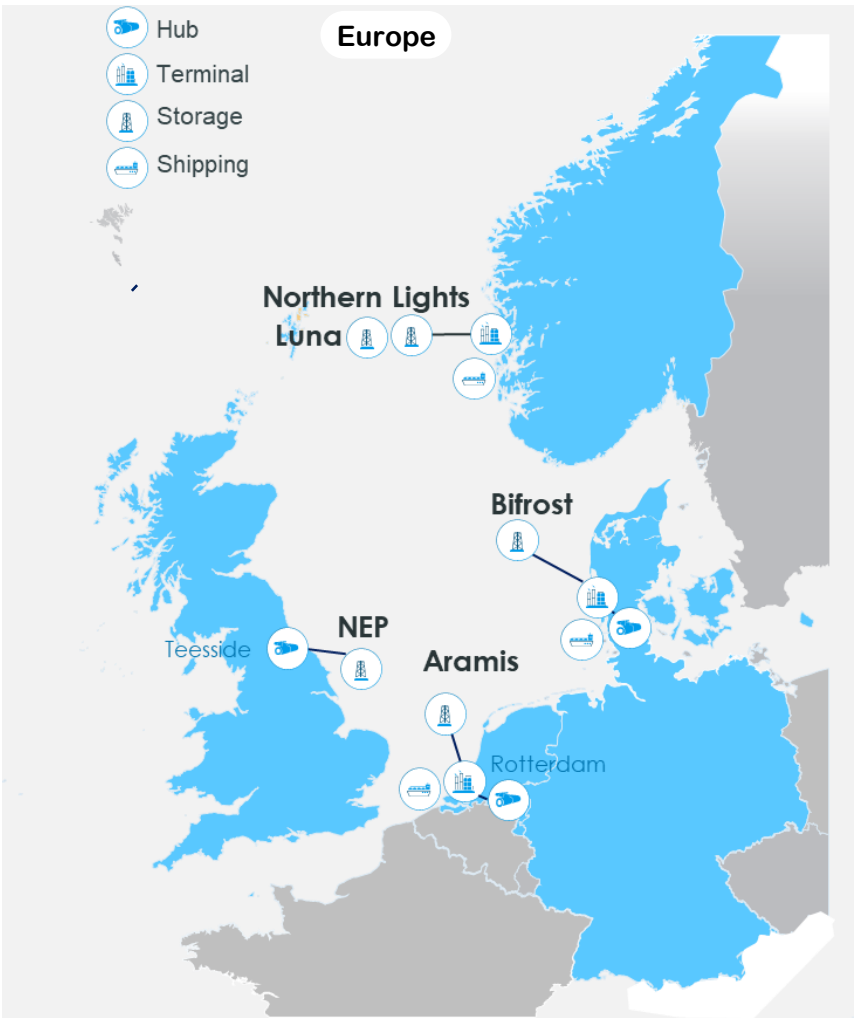 Europe
Hub
Terminal
Storage
Shipping
Northern Lights
Luna
Bifrost
NEP
Teesside
Aramis
Rotterdam